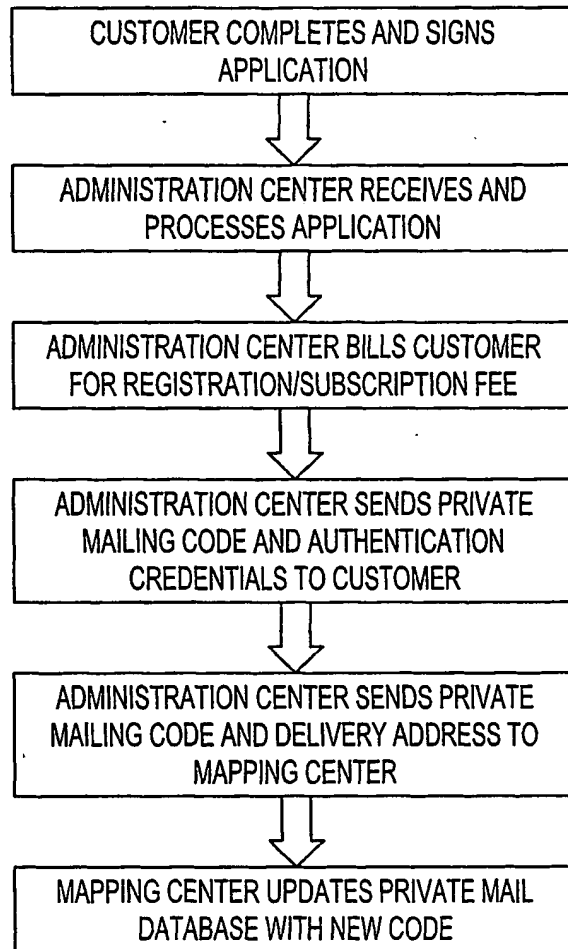 CUSTOMER COMPLETES AND SIGNS
APPLICATION
ADMINISTRATION CENTER RECEIVES AND
PROCESSES APPLICATION
ADMINISTRATION CENTER BILLS CUSTOMER
FOR REGISTRATION/SUBSCRIPTION FEE
ADMINISTRATION CENTER SENDS PRIVATE
MAILING CODE AND AUTHENTICATION
CREDENTIALS TO CUSTOMER
ADMINISTRATION CENTER SENDS PRIVATE
MAILING CODE AND DELIVERY ADDRESS TO
MAPPING CENTER
MAPPING CENTER UPDATES PRIVATE MAIL
DATABASE WITH NEW CODE